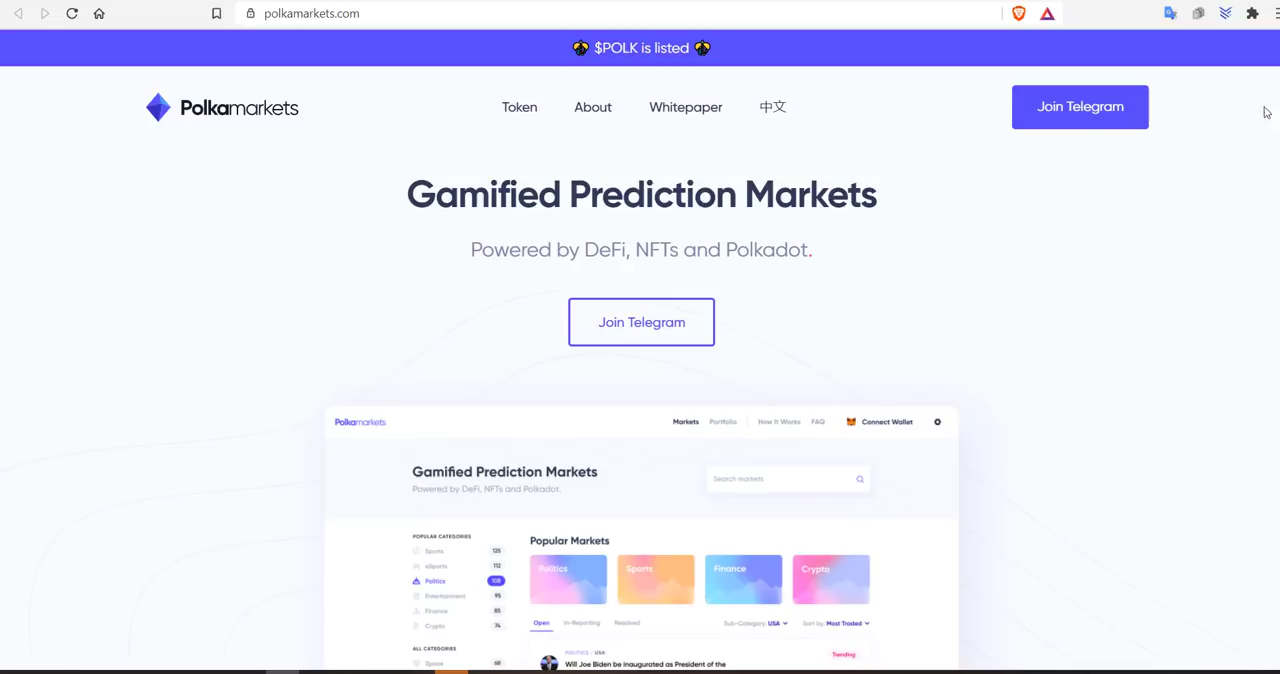 polkamarkets.com
$POLK is listed
Polkamarkets
Token
About
Whitepaper
中文
Join Telegram
Gamified Prediction Markets
Powered by DeFi, NFTs and Polkadot.
Join Telegram
Polkamarkets
Markets
Portfolio
How It Works
FAQ
Connect Wallet
Gamified Prediction Markets
Powered by DeFi, NFTs and Polkadot.
Search markets
POPULAR CATEGORIES
Sports 125
eSports 112
Politics 108
Entertainment 95
Finance 85
Crypto 74
ALL CATEGORIES
Space 68
Popular Markets
Politics
Sports
Finance
Crypto
Open
In-Reporting
Resolved
Sub-Category: USA
Sort by: Most Traded
POLITICS / USA
Trending
Will Joe Biden be inaugurated as President of the